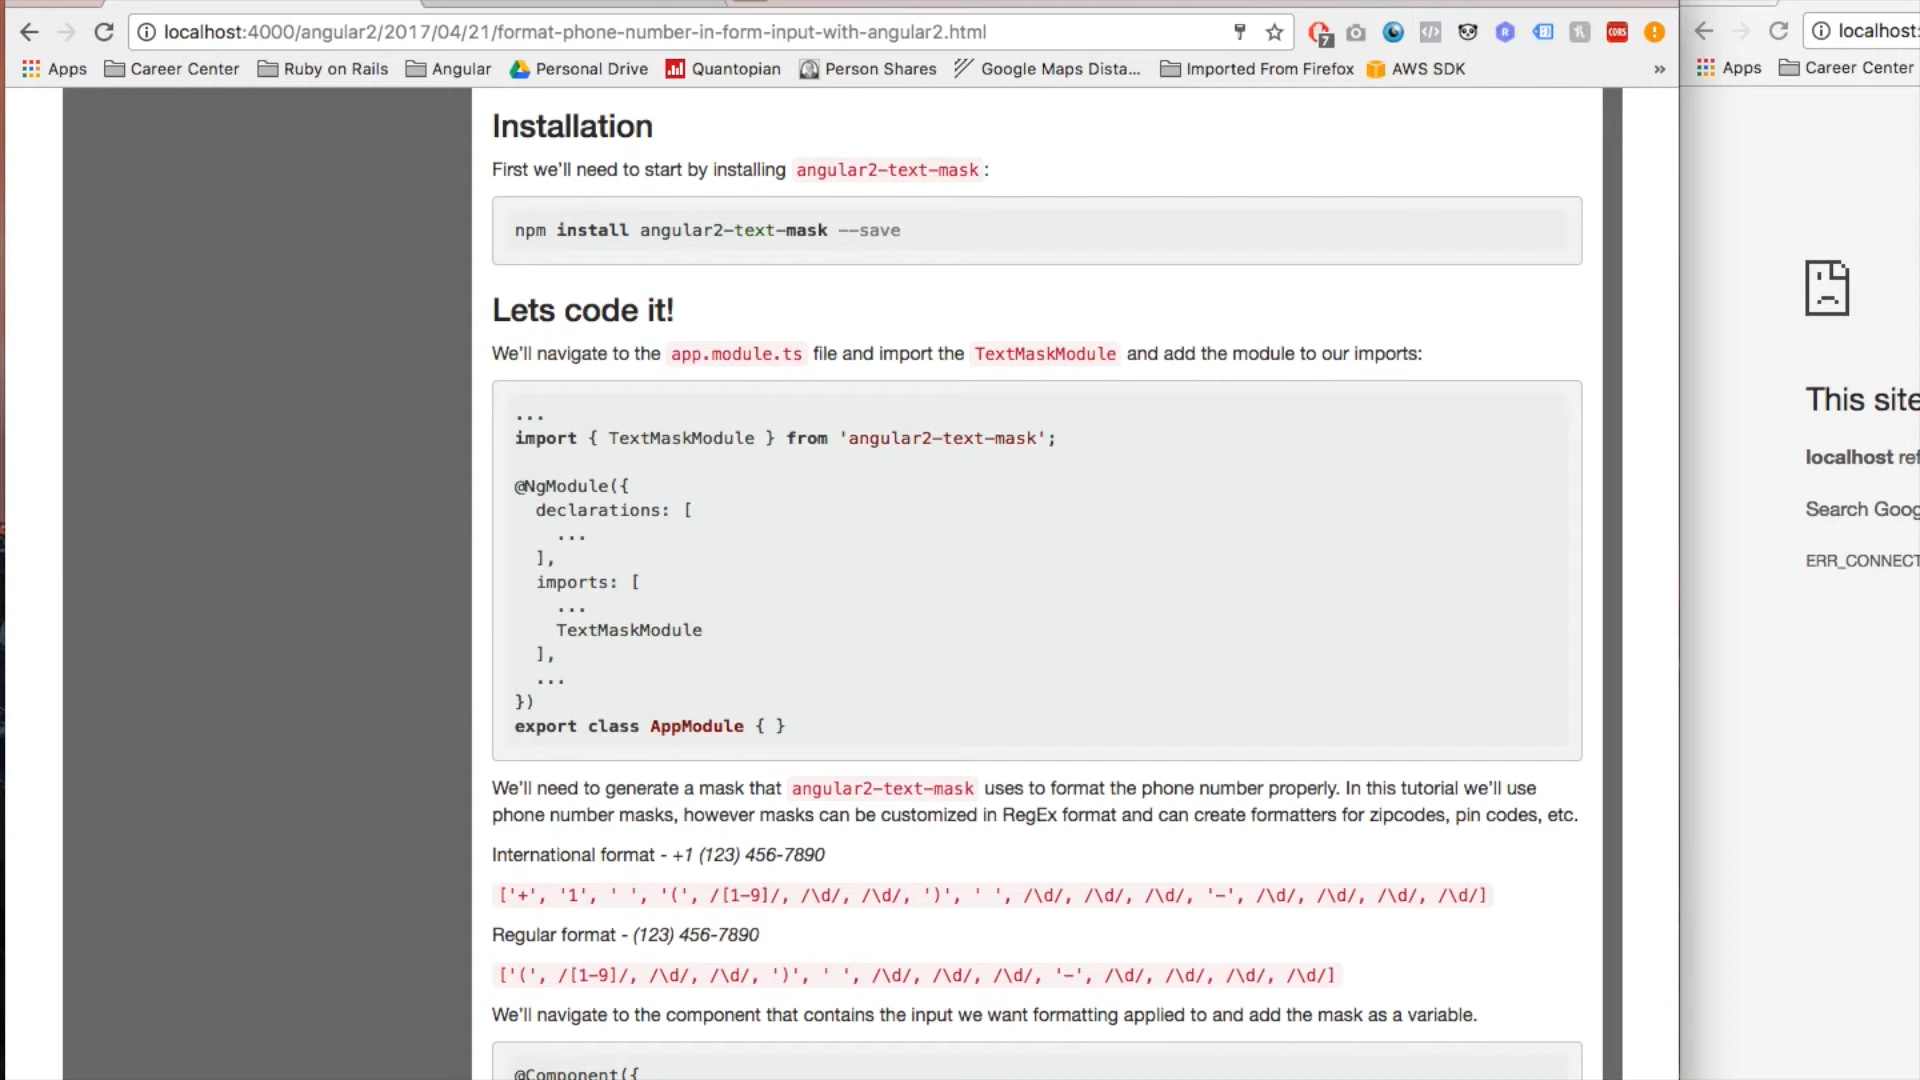 localhost:4000/angular2/2017/04/21/format-phone-number-in-form-input-with-angular2.html
7
CORS
localhost:
Apps Career Center Ruby on Rails Angular Personal Drive Quantopian Person Shares Google Maps Dista... Imported From Firefox AWS SDK »
Apps Career Center
Installation
First we'll need to start by installing angular2-text-mask:
npm install angular2-text-mask --save
Lets code it!
We'll navigate to the app.module.ts file and import the TextMaskModule and add the module to our imports:
...
import { TextMaskModule } from 'angular2-text-mask';
@NgModule({
declarations: [
...
],
imports: [
...
TextMaskModule
],
...
})
export class AppModule { }
We'll need to generate a mask that angular2-text-mask uses to format the phone number properly. In this tutorial we'll use
phone number masks, however masks can be customized in RegEx format and can create formatters for zipcodes, pin codes, etc.
International format - +1 (123) 456-7890
['+', '1', ' ', '(', /[1-9]/, /\d/, /\d/, ')', ' ', /\d/, /\d/, /\d/, '-', /\d/, /\d/, /\d/, /\d/]
Regular format - (123) 456-7890
['(', /[1-9]/, /\d/, /\d/, ')', ' ', /\d/, /\d/, /\d/, '-', /\d/, /\d/, /\d/, /\d/]
We'll navigate to the component that contains the input we want formatting applied to and add the mask as a variable.
@Component({
This site
localhost ref
Search Goog
ERR_CONNECT